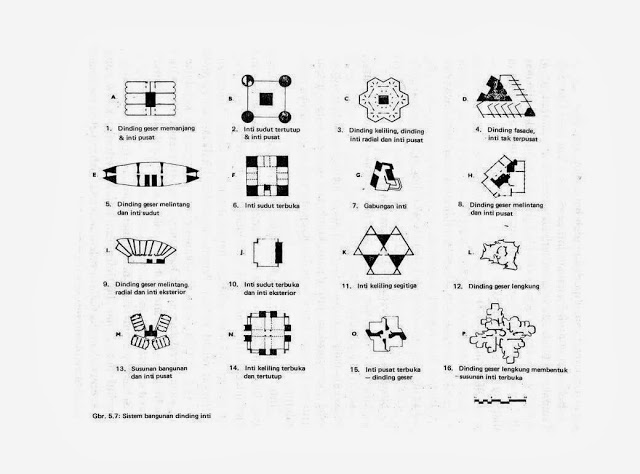 A.
B.
C.
D.
1. Dinding geser memanjang
& inti pusat
2. Inti sudut tertutup
& inti pusat
3. Dinding keliling, dinding
inti radial dan inti pusat
4. Dinding fasade,
inti tak terpusat
E.
F.
G.
H.
5. Dinding geser melintang
dan inti sudut
6. Inti sudut terbuka
7. Gabungan inti
8. Dinding geser melintang
dan inti pusat
I.
J.
K.
L.
9. Dinding geser melintang
radial dan inti eksterior
10. Inti sudut terbuka
dan inti eksterior
11. Inti keliling segitiga
12. Dinding geser lengkung
M.
N.
O.
P.
13. Susunan bangunan
dan inti pusat
14. Inti keliling terbuka
dan tertutup
15. Inti pusat terbuka
— dinding geser
16. Dinding geser lengkung membentuk
- susunan inti terbuka
Gbr. 5.7: Sistem bangunan dinding inti